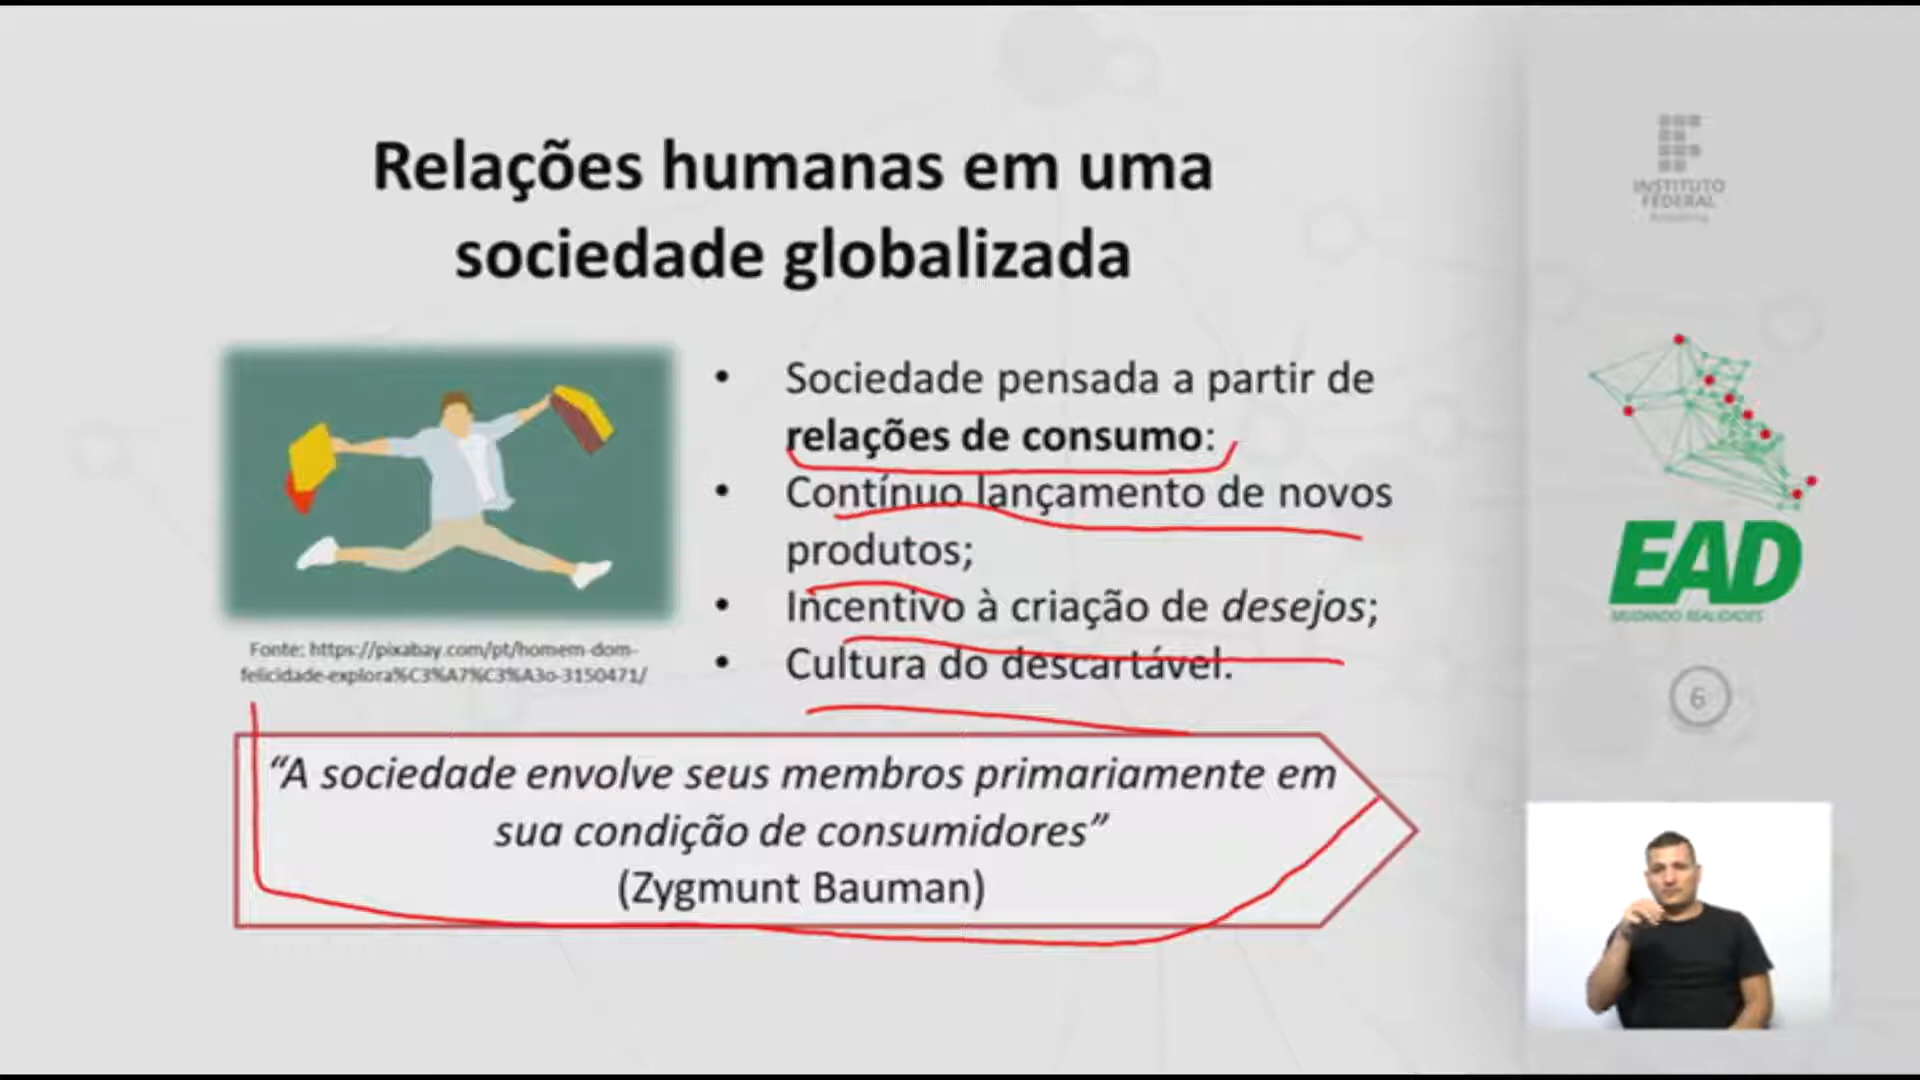 Relações humanas em uma
sociedade globalizada
• Sociedade pensada a partir de
relações de consumo:
• Contínuo lançamento de novos
produtos;
• Incentivo à criação de desejos;
• Cultura do descartável.
Fonte: https://pixabay.com/pt/homem-dom-
felicidade-explora%C3%A7%C3%A3o-3150471/
“A sociedade envolve seus membros primariamente em
sua condição de consumidores”
(Zygmunt Bauman)
INSTITUTO
FEDERAL
EAD
MUDANDO REALIDADES
6